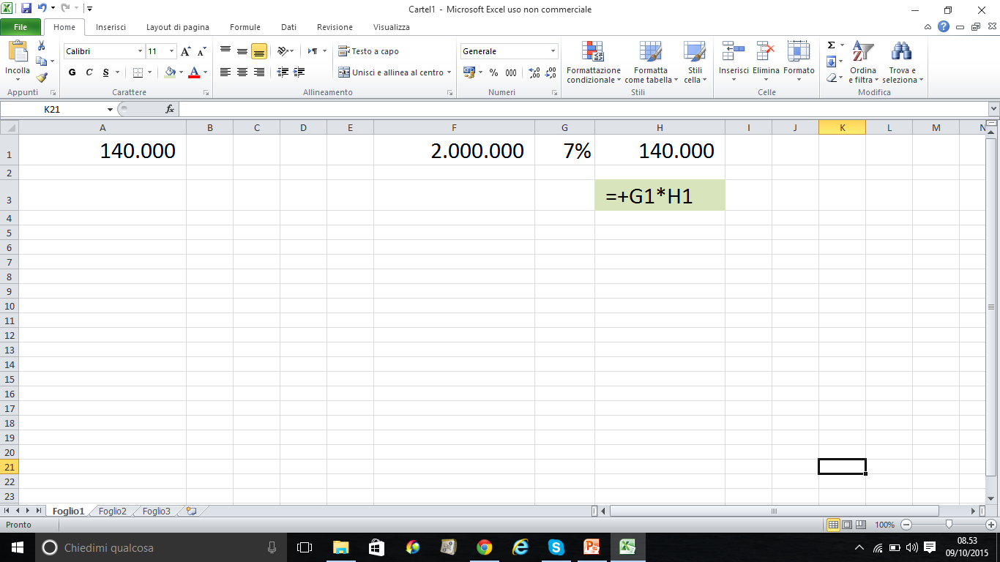 Cartel1 - Microsoft Excel uso non commerciale
File Home Inserisci Layout di pagina Formule Dati Revisione Visualizza
Incolla
Calibri 11
G C S
Testo a capo
Unisci e allinea al centro
Generale
% 000
Formattazione condizionale
Formatta come tabella
Stili cella
Inserisci Elimina Formato
Σ
Ordina e filtra
Trova e seleziona
Appunti Carattere Allineamento Numeri Stili Celle Modifica
K21 fx
A B C D E F G H I J K L M N
1 140.000 2.000.000 7% 140.000
2
3 =+G1*H1
4
5
6
7
8
9
10
11
12
13
14
15
16
17
18
19
20
21
22
23
Foglio1 Foglio2 Foglio3
Pronto 100%
Chiedimi qualcosa
08.53
09/10/2015